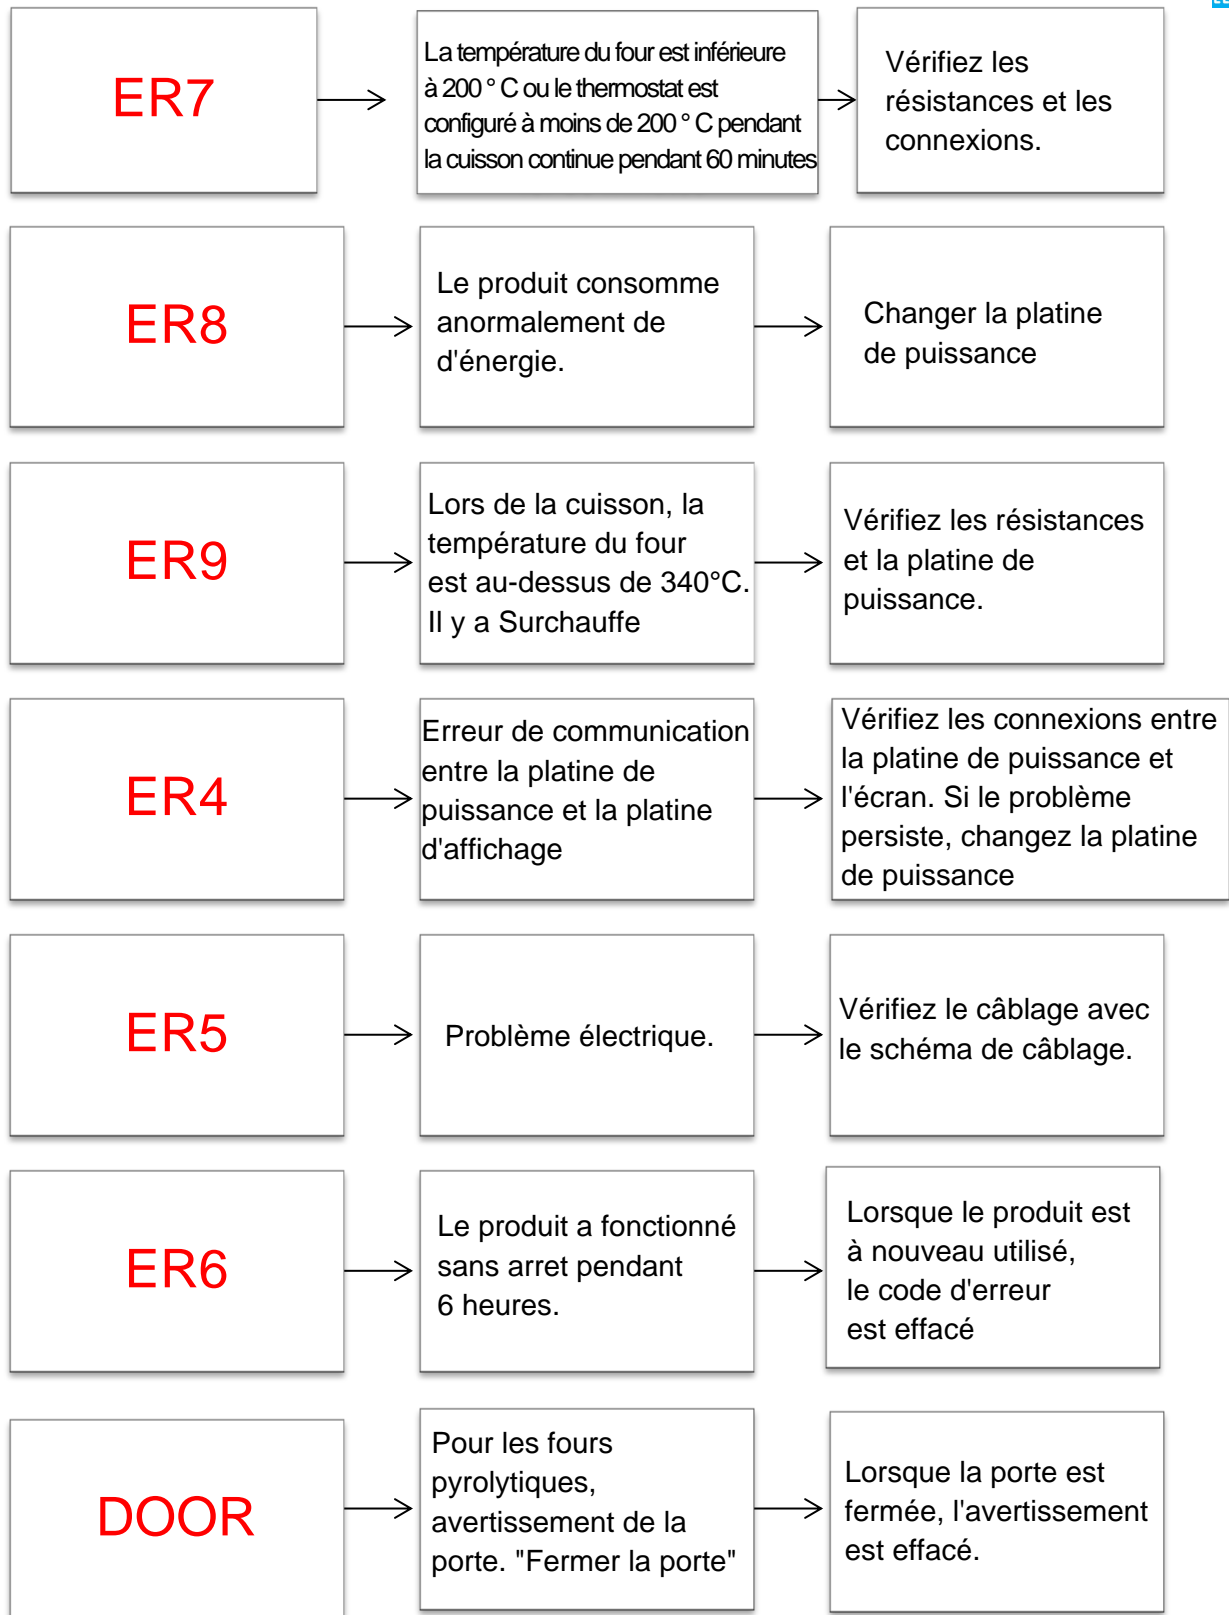 ER7
La température du four est inférieure
à 200 ° C ou le thermostat est
configuré à moins de 200 ° C pendant
la cuisson continue pendant 60 minutes
Vérifiez les
résistances et les
connexions.
ER8
Le produit consomme
anormalement de
d'énergie.
Changer la platine
de puissance
ER9
Lors de la cuisson, la
température du four
est au-dessus de 340°C.
Il y a Surchauffe
Vérifiez les résistances
et la platine de
puissance.
ER4
Erreur de communication
entre la platine de
puissance et la platine
d'affichage
Vérifiez les connexions entre
la platine de puissance et
l'écran. Si le problème
persiste, changez la platine
de puissance
ER5
Problème électrique.
Vérifiez le câblage avec
le schéma de câblage.
ER6
Le produit a fonctionné
sans arret pendant
6 heures.
Lorsque le produit est
à nouveau utilisé,
le code d'erreur
est effacé
DOOR
Pour les fours
pyrolytiques,
avertissement de la
porte. "Fermer la porte"
Lorsque la porte est
fermée, l'avertissement
est effacé.